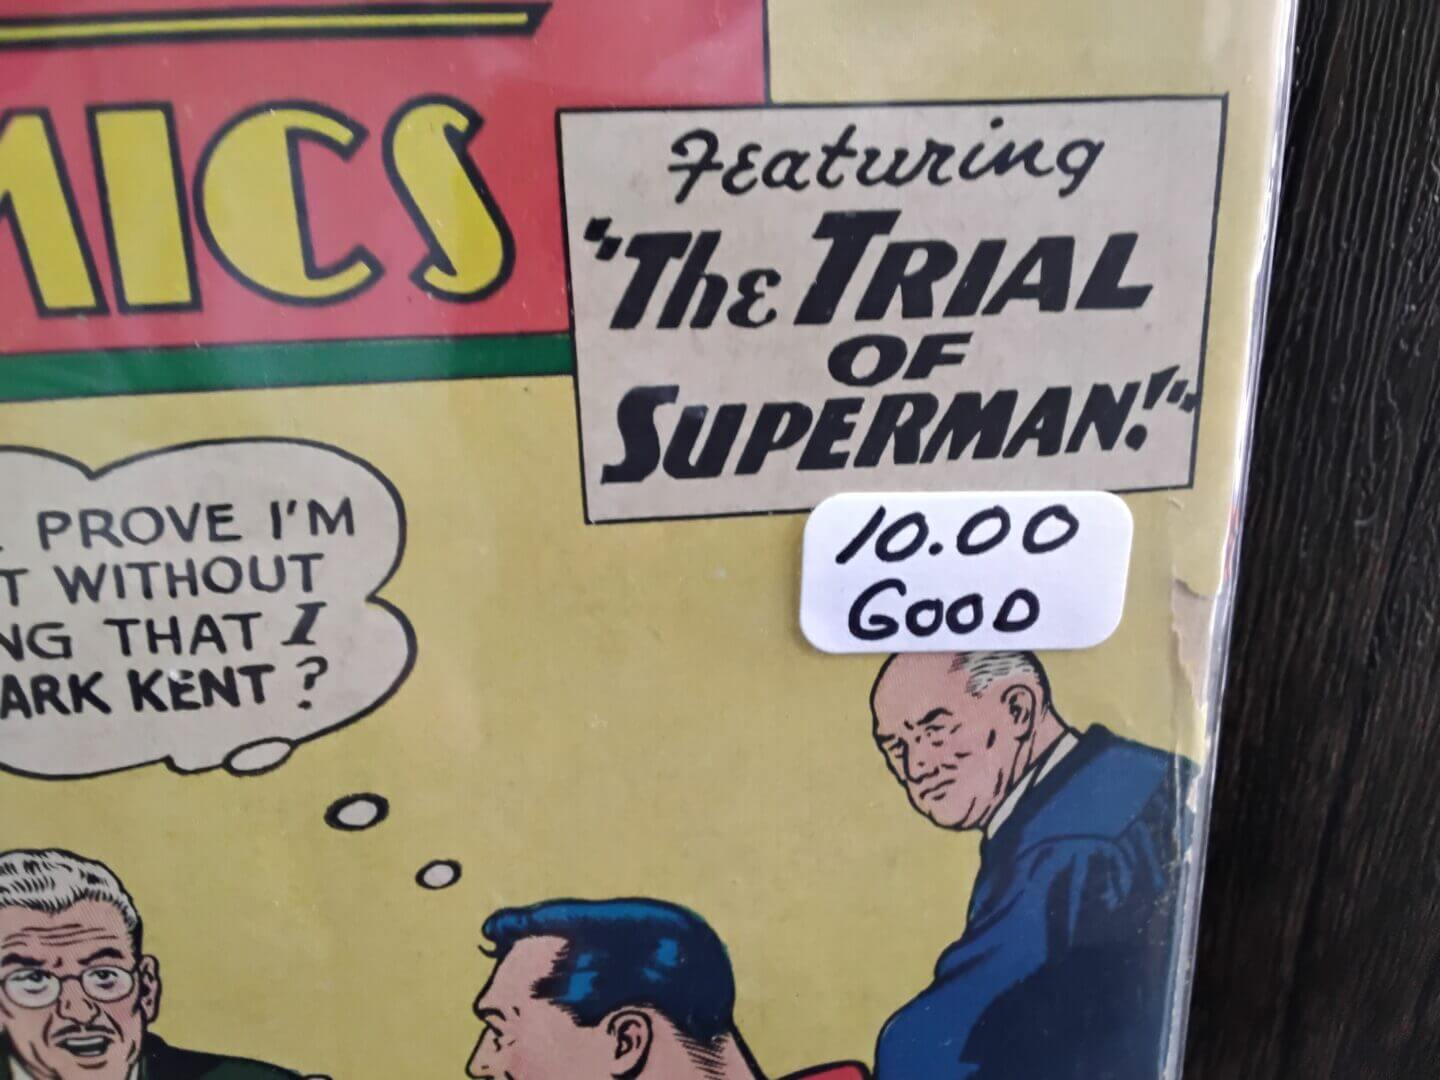 MICS
Featuring
"The TRIAL
OF
SUPERMAN!"
10.00
GOOD
PROVE I'M
T WITHOUT
NG THAT I
ARK KENT?